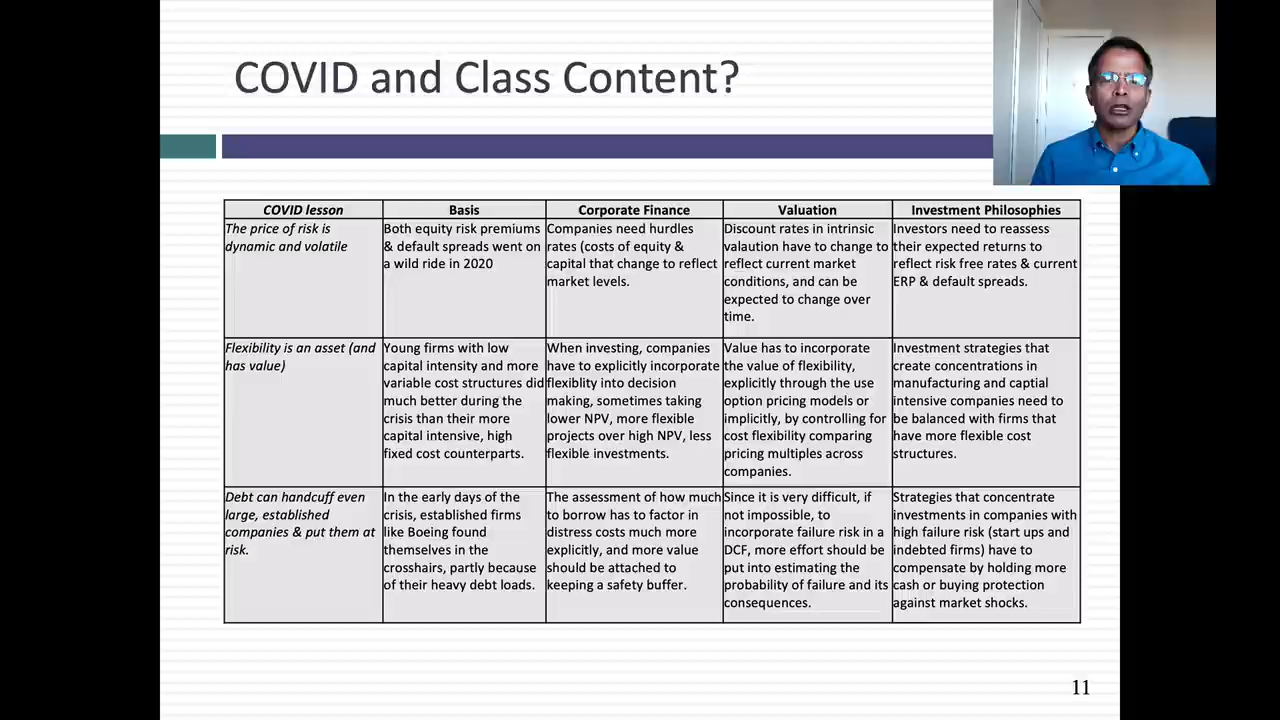 COVID and Class Content?
COVID lesson
Basis
Corporate Finance
Valuation
Investment Philosophies
The price of risk is
dynamic and volatile
Both equity risk premiums
& default spreads went on
a wild ride in 2020
Companies need hurdles
rates (costs of equity &
capital that change to reflect
market levels.
Discount rates in intrinsic
valaution have to change to
reflect current market
conditions, and can be
expected to change over
time.
Investors need to reassess
their expected returns to
reflect risk free rates & current
ERP & default spreads.
Flexibility is an asset (and
has value)
Young firms with low
capital intensity and more
variable cost structures did
much better during the
crisis than their more
capital intensive, high
fixed cost counterparts.
When investing, companies
have to explicitly incorporate
flexiblity into decision
making, sometimes taking
lower NPV, more flexible
projects over high NPV, less
flexible investments.
Value has to incorporate
the value of flexibility,
explicitly through the use
option pricing models or
implicitly, by controlling for
cost flexibility comparing
pricing multiples across
companies.
Investment strategies that
create concentrations in
manufacturing and captial
intensive companies need to
be balanced with firms that
have more flexible cost
structures.
Debt can handcuff even
large, established
companies & put them at
risk.
In the early days of the
crisis, established firms
like Boeing found
themselves in the
crosshairs, partly because
of their heavy debt loads.
The assessment of how much
to borrow has to factor in
distress costs much more
explicitly, and more value
should be attached to
keeping a safety buffer.
Since it is very difficult, if
not impossible, to
incorporate failure risk in a
DCF, more effort should be
put into estimating the
probability of failure and its
consequences.
Strategies that concentrate
investments in companies with
high failure risk (start ups and
indebted firms) have to
compensate by holding more
cash or buying protection
against market shocks.
11